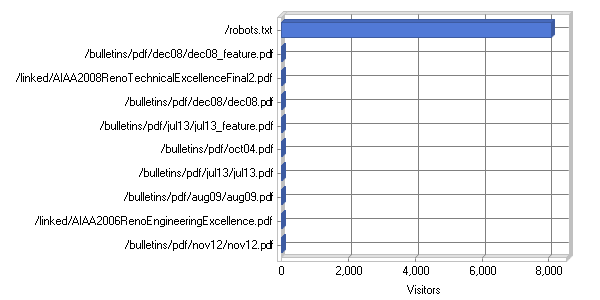 /robots.txt
/bulletins/pdf/dec08/dec08_feature.pdf
/linked/AIAA2008RenoTechnicalExcellenceFinal2.pdf
/bulletins/pdf/dec08/dec08.pdf
/bulletins/pdf/jul13/jul13_feature.pdf
/bulletins/pdf/oct04.pdf
/bulletins/pdf/jul13/jul13.pdf
/bulletins/pdf/aug09/aug09.pdf
/linked/AIAA2006RenoEngineeringExcellence.pdf
/bulletins/pdf/nov12/nov12.pdf
0 2,000 4,000 6,000 8,000
Visitors